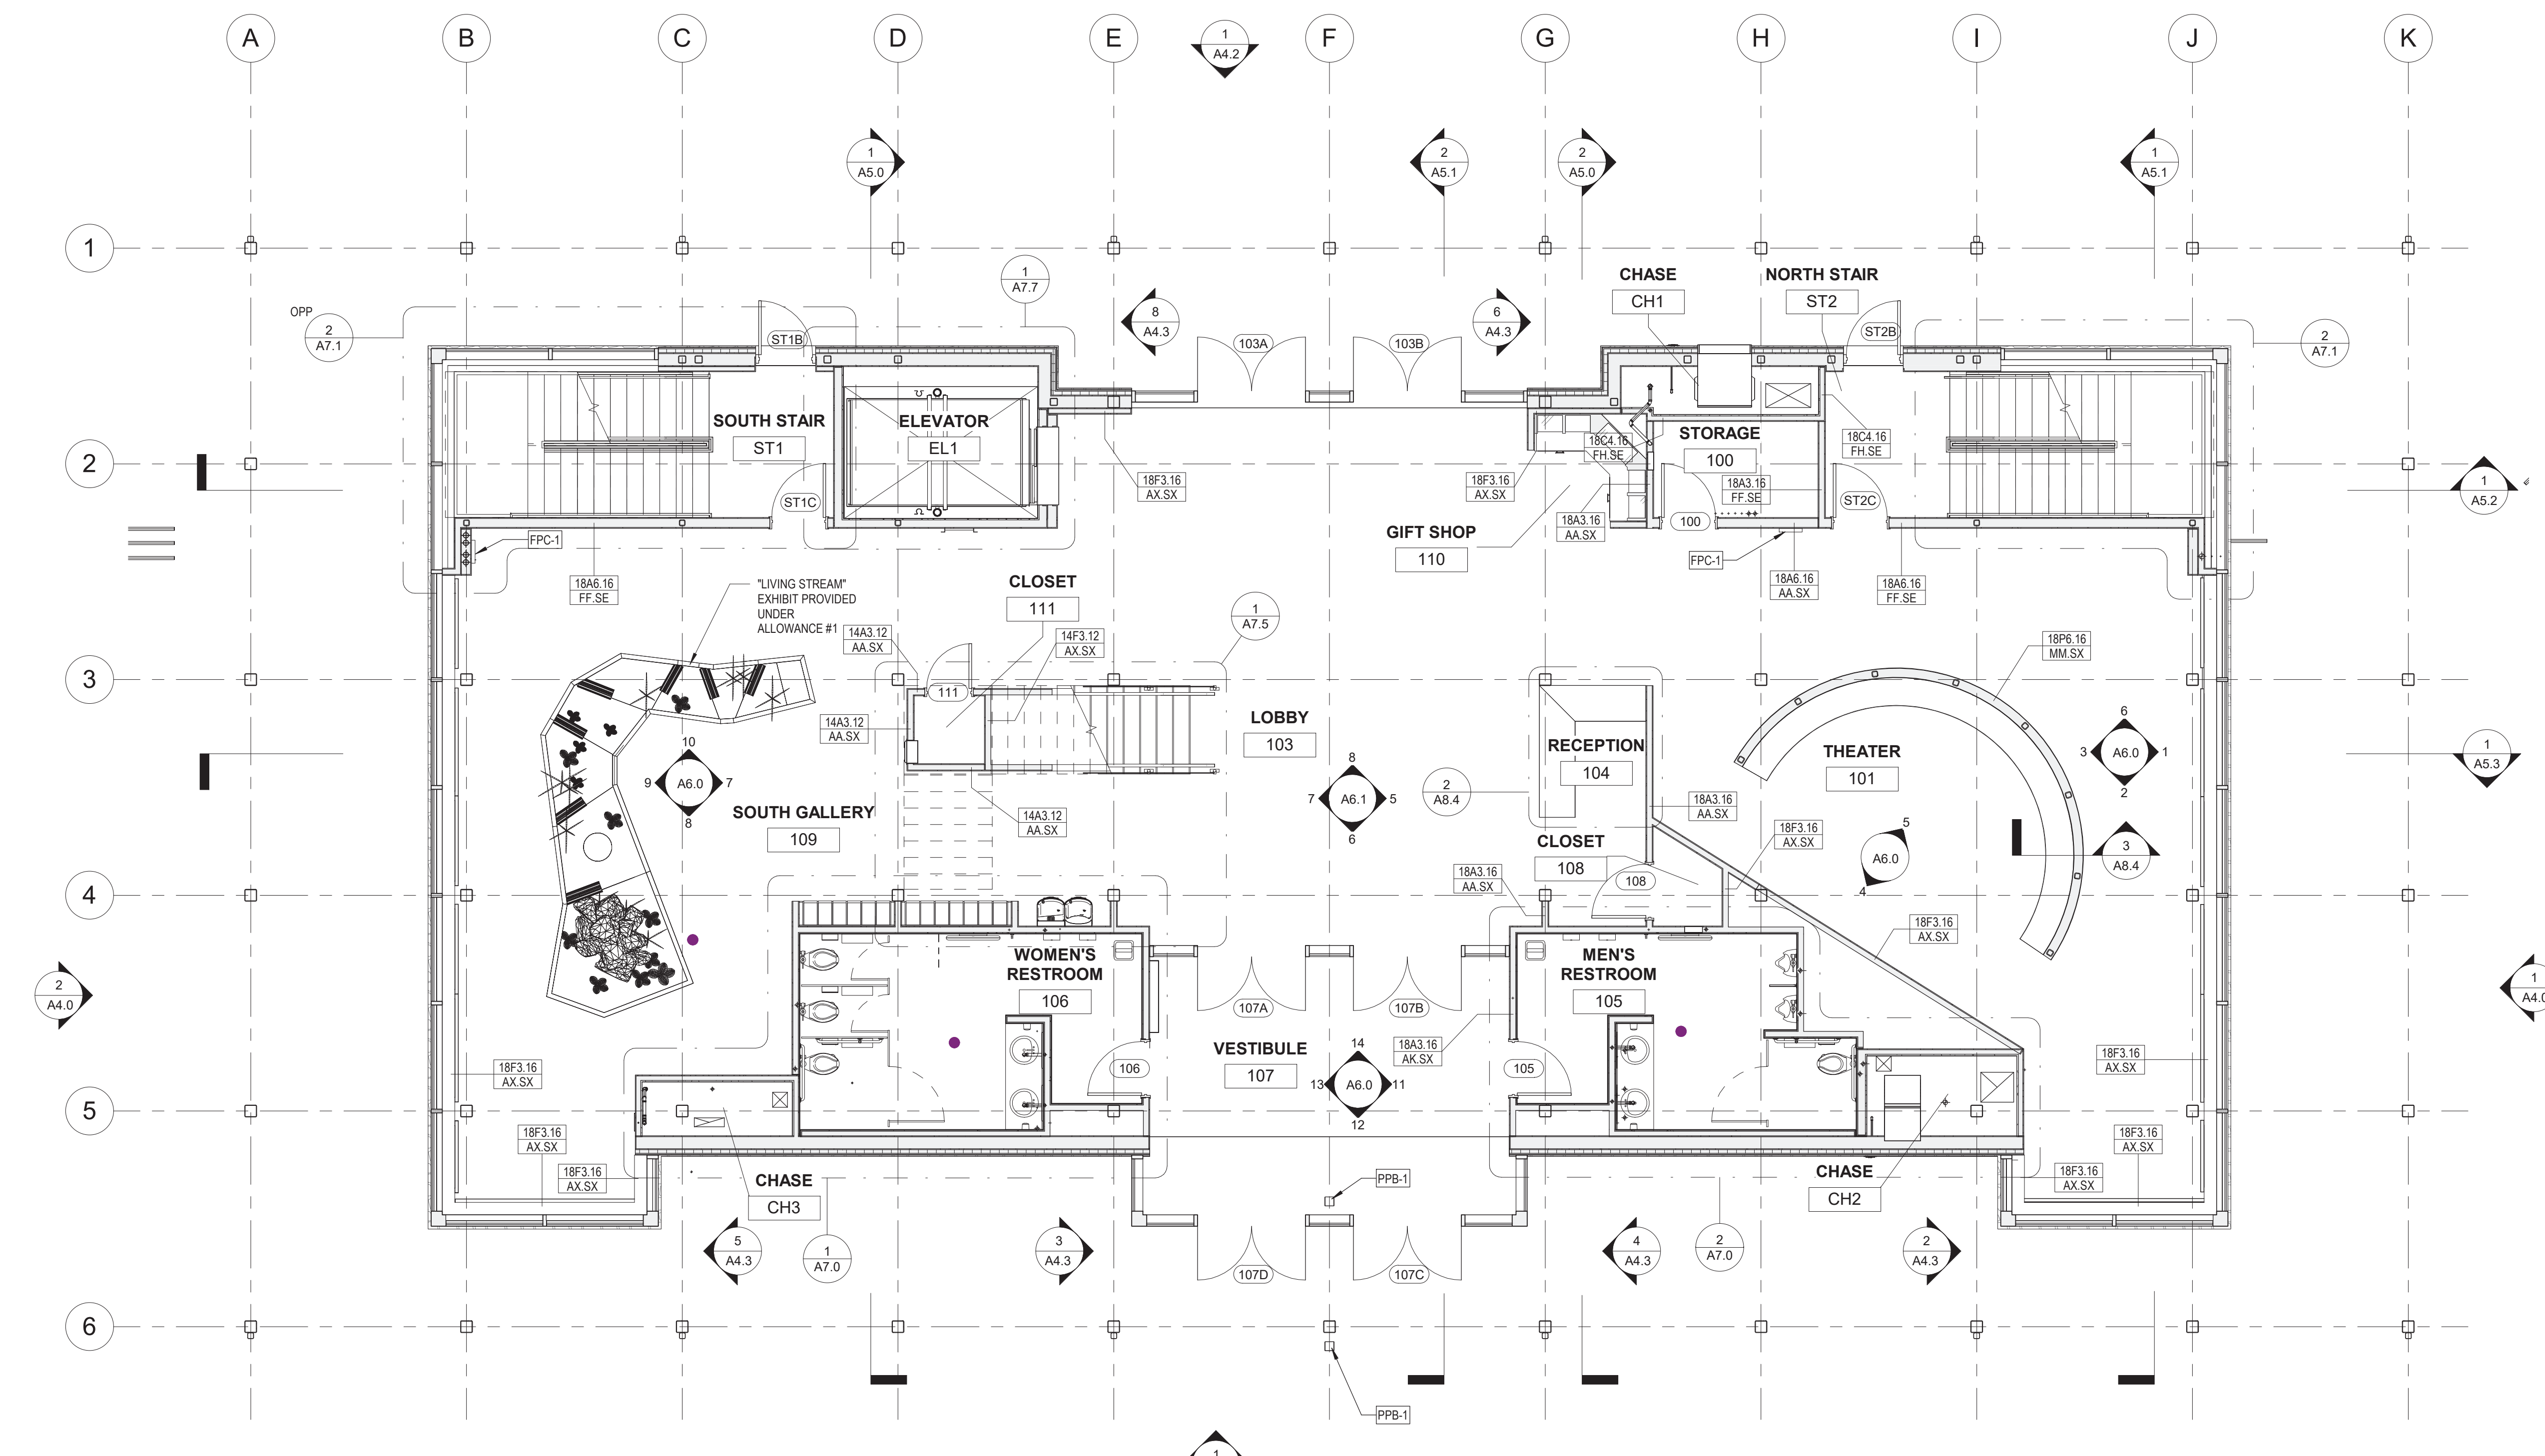 A B C D E F G H I J K
1
A4.2
1
A5.0
2
A5.1
2
A5.0
1
A5.1
1
OPP
2
A7.1
1
A7.7
8
A4.3
6
A4.3
CHASE
CH1
NORTH STAIR
ST2
2
A7.1
ST1B
103A
103B
ST2B
SOUTH STAIR
ST1
ELEVATOR
EL1
STORAGE
100
18C4.16
FH.SE
18C4.16
FH.SE
2
18F3.16
AX.SX
18F3.16
AX.SX
18A3.16
FF.SE
1
A5.2
ST1C
ST2C
18A3.16
AA.SX
100
GIFT SHOP
110
FPC-1
FPC-1
18A6.16
FF.SE
18A6.16
AA.SX
18A6.16
FF.SE
"LIVING STREAM"
EXHIBIT PROVIDED
UNDER
ALLOWANCE #1
CLOSET
111
1
A7.5
14A3.12
AA.SX
14F3.12
AX.SX
18P6.16
MM.SX
3
111
14A3.12
AA.SX
LOBBY
103
RECEPTION
104
THEATER
101
6
3 A6.0 1
2
1
A5.3
10
9 A6.0 7
8
8
7 A6.1 5
6
2
A8.4
SOUTH GALLERY
109
14A3.12
AA.SX
18A3.16
AA.SX
18F3.16
AX.SX
CLOSET
108
5
A6.0
4
3
A8.4
4
18A3.16
AA.SX
108
18F3.16
AX.SX
WOMEN'S
RESTROOM
106
MEN'S
RESTROOM
105
2
A4.0
1
107A
107B
VESTIBULE
107
18A3.16
AK.SX
14
13 A6.0 11
12
106
105
18F3.16
AX.SX
18F3.16
AX.SX
5
18F3.16
AX.SX
18F3.16
AX.SX
18F3.16
AX.SX
18F3.16
AX.SX
CHASE
CH3
PPB-1
CHASE
CH2
5
A4.3
1
A7.0
3
A4.3
4
A4.3
2
A7.0
2
A4.3
107D
107C
6
PPB-1
1